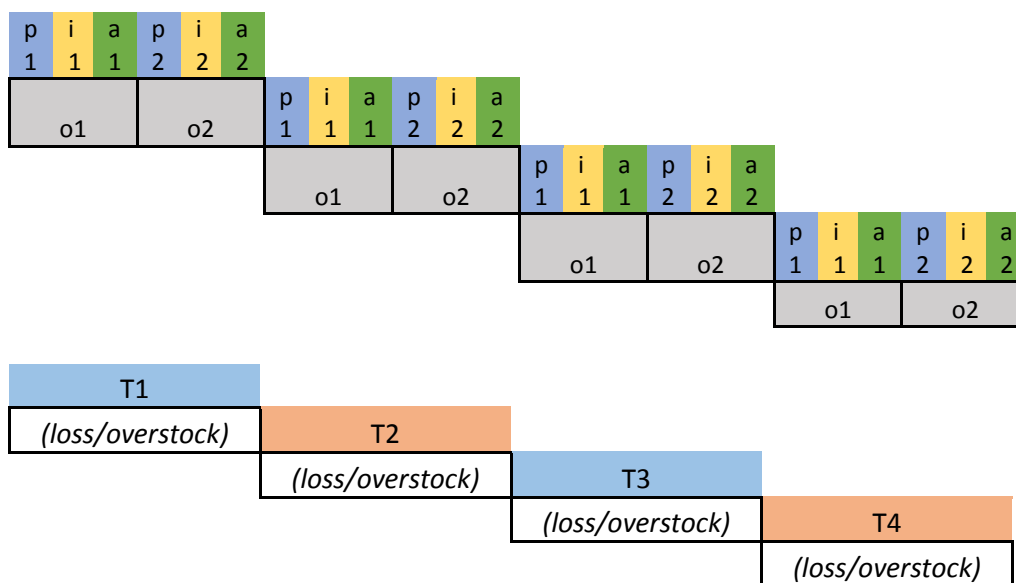 p i a p i a
1 1 1 2 2 2
o1 o2
p i a p i a
1 1 1 2 2 2
o1 o2
p i a p i a
1 1 1 2 2 2
o1 o2
p i a p i a
1 1 1 2 2 2
o1 o2
T1
(loss/overstock)
T2
(loss/overstock)
T3
(loss/overstock)
T4
(loss/overstock)